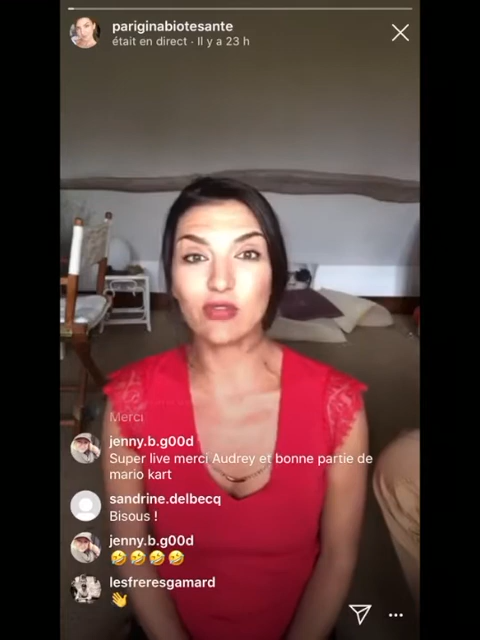 pariginabiotesante
était en direct · Il y a 23 h
Merci
jenny.b.g00d
Super live merci Audrey et bonne partie de
mario kart
sandrine.delbecq
Bisous !
jenny.b.g00d
🤣🤣🤣🤣
lesfreresgamard
👋